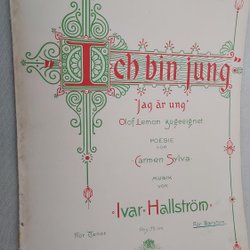 "Ich bin jung"
"Jag är ung"
Olof Lemon zugeeignet
POESIE
VON
Carmen Sylva
MUSIK
VON
Ivar Hallström
Für Tenor
Für Baryton